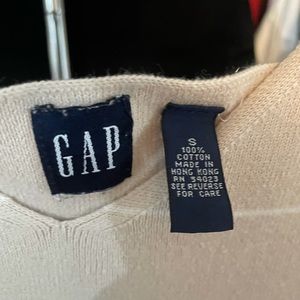 GAP
S
100%
COTTON
MADE IN
HONG KONG
RN 54023
SEE REVERSE
FOR CARE